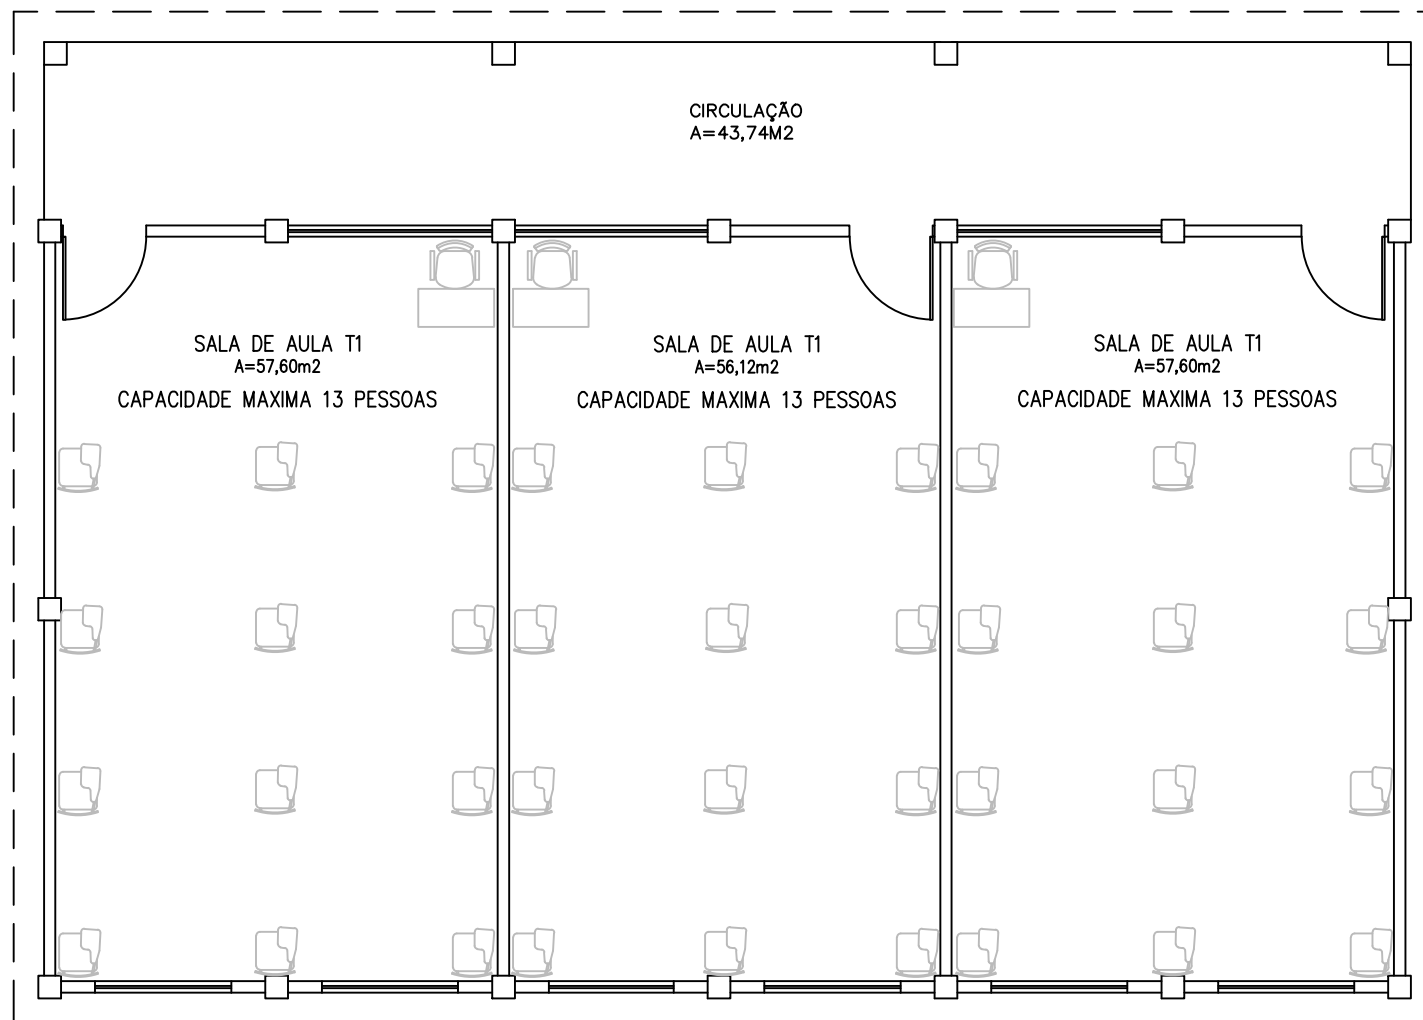 CIRCULAÇÃO
A=43,74M2
SALA DE AULA T1
A=57,60m2
CAPACIDADE MAXIMA 13 PESSOAS
SALA DE AULA T1
A=56,12m2
CAPACIDADE MAXIMA 13 PESSOAS
SALA DE AULA T1
A=57,60m2
CAPACIDADE MAXIMA 13 PESSOAS